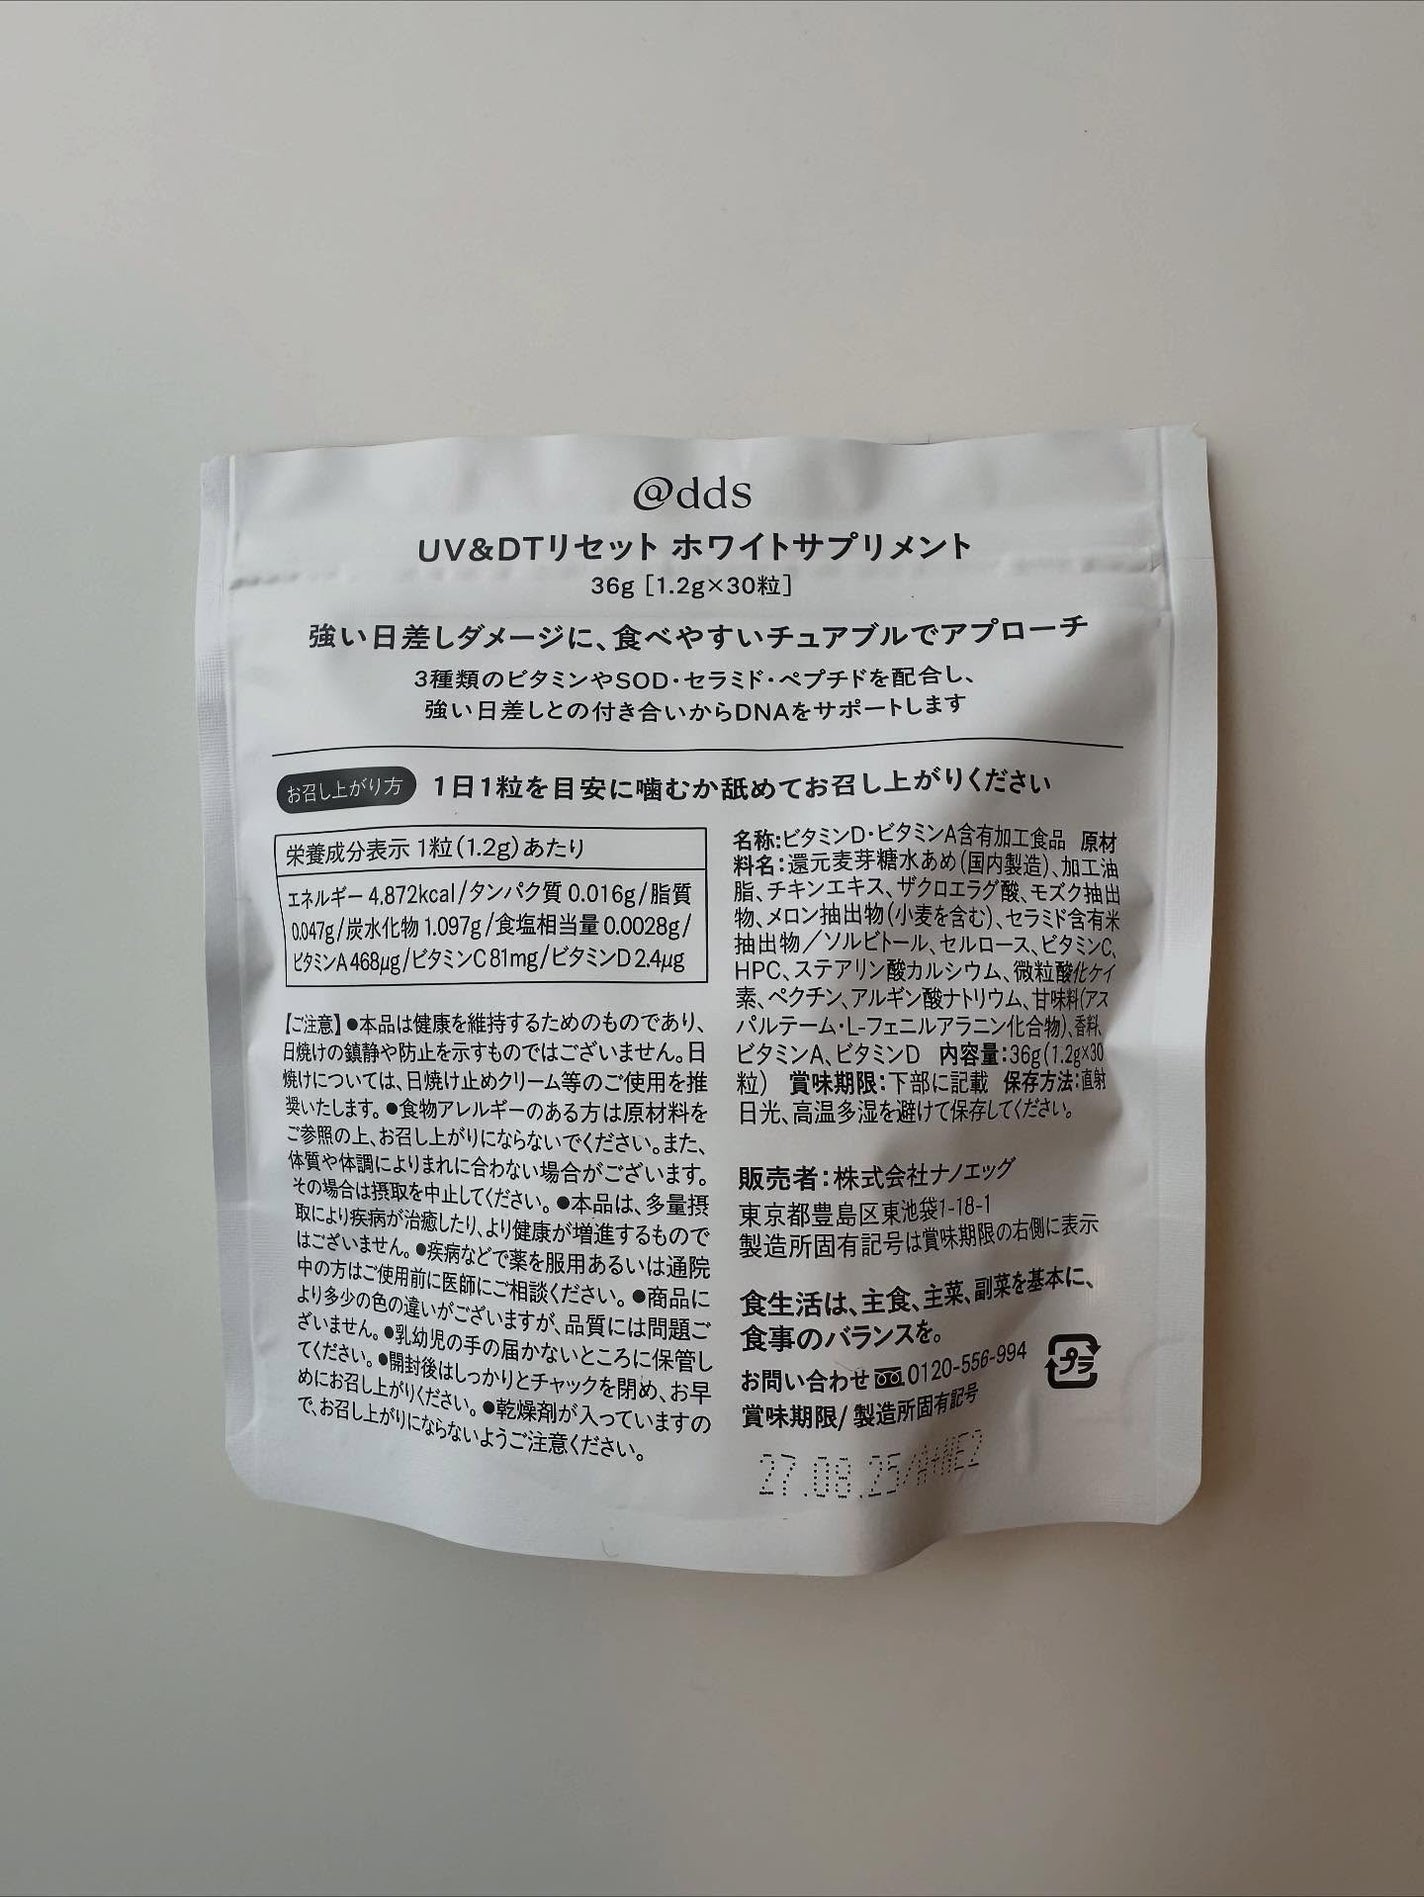 @dds
UV&DTリセット ホワイトサプリメント
36g [1.2g×30粒]
強い日差しダメージに、食べやすいチュアブルでアプローチ
3種類のビタミンやSOD・セラミド・ペプチドを配合し、
強い日差しとの付き合いからDNAをサポートします
お召し上がり方 1日1粒を目安に噛むか舐めてお召し上がりください
栄養成分表示 1粒(1.2g)あたり
エネルギー 4.872kcal/タンパク質 0.016g/脂質
0.047g/炭水化物 1.097g/食塩相当量 0.0028g/
ビタミンA 468μg/ビタミンC 81mg/ビタミンD 2.4μg
【ご注意】●本品は健康を維持するためのものであり、
日焼けの鎮静や防止を示すものではございません。日
焼けについては、日焼け止めクリーム等のご使用を推
奨いたします。●食物アレルギーのある方は原材料を
ご参照の上、お召し上がりにならないでください。また、
体質や体調によりまれに合わない場合がございます。
その場合は摂取を中止してください。●本品は、多量摂
取により疾病が治癒したり、より健康が増進するもので
はございません。●疾病などで薬を服用あるいは通院
中の方はご使用前に医師にご相談ください。●商品に
より多少の色の違いがございますが、品質には問題ご
ざいません。●乳幼児の手の届かないところに保管し
てください。●開封後はしっかりとチャックを閉め、お早
めにお召し上がりください。●乾燥剤が入っていますの
で、お召し上がりにならないようご注意ください。
名称:ビタミンD・ビタミンA含有加工食品 原材
料名:還元麦芽糖水あめ(国内製造)、加工油
脂、チキンエキス、ザクロエラグ酸、モズク抽出
物、メロン抽出物(小麦を含む)、セラミド含有米
抽出物/ソルビトール、セルロース、ビタミンC、
HPC、ステアリン酸カルシウム、微粒酸化ケイ
素、ペクチン、アルギン酸ナトリウム、甘味料(アス
パルテーム・L-フェニルアラニン化合物)、香料、
ビタミンA、ビタミンD 内容量:36g(1.2g×30
粒) 賞味期限:下部に記載 保存方法:直射
日光、高温多湿を避けて保存してください。
販売者:株式会社ナノエッグ
東京都豊島区東池袋1-18-1
製造所固有記号は賞味期限の右側に表示
食生活は、主食、主菜、副菜を基本に、
食事のバランスを。
お問い合わせ 0120-556-994
プラ
賞味期限/製造所固有記号
27.08.25/A+NE2